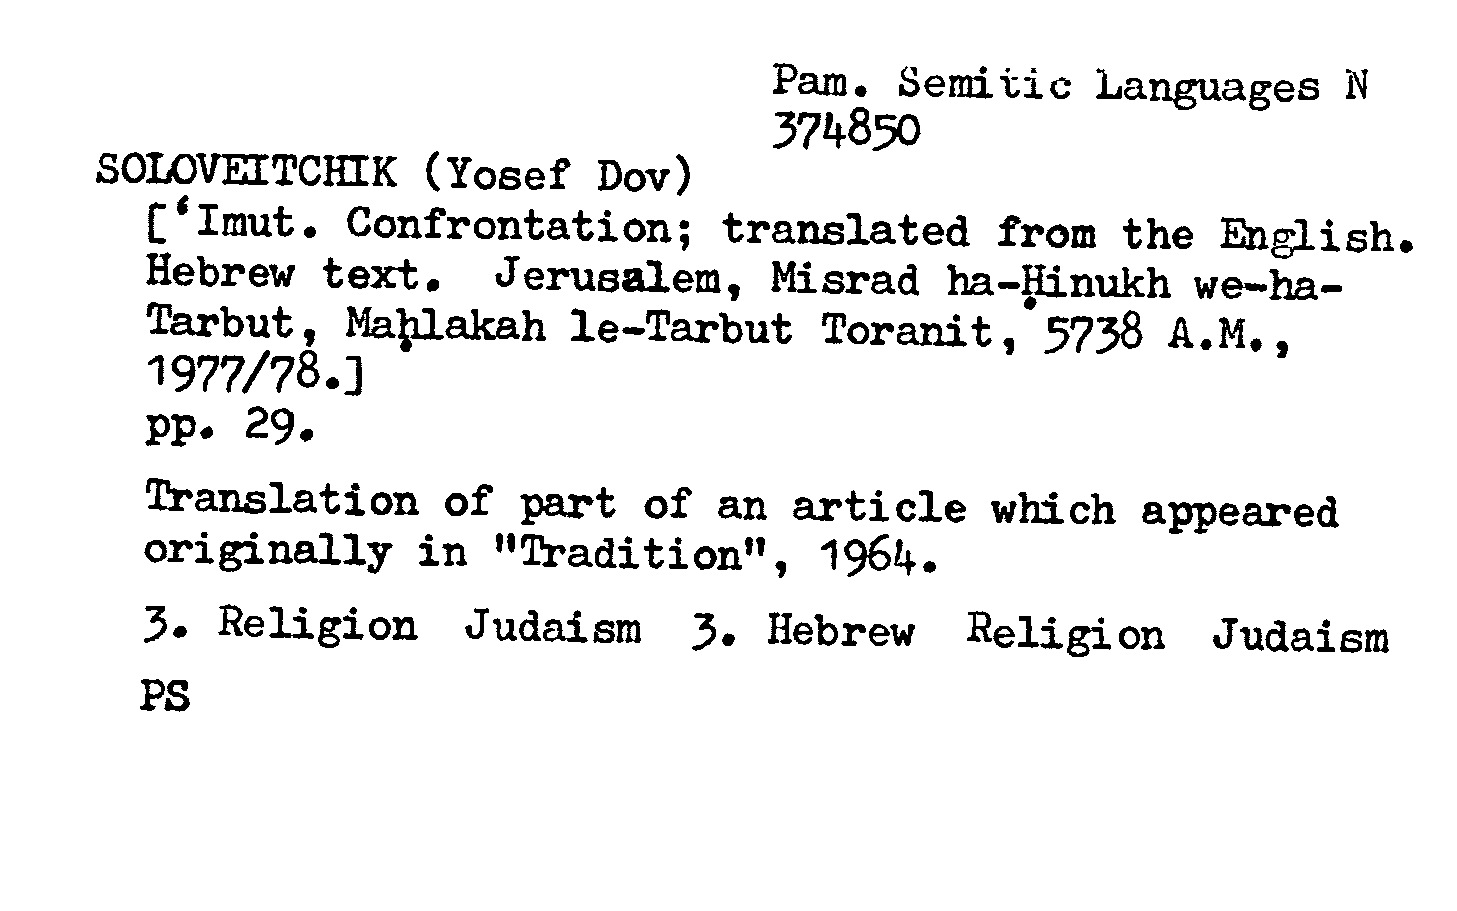 Pam. Semitic Languages N
374850
SOLOVEITCHIK (Yosef Dov)
[‘Imut. Confrontation; translated from the English.
Hebrew text. Jerusalem, Misrad ha-Ḥinukh we-ha-
Tarbut, Maḥlakah le-Tarbut Toranit, 5738 A.M.,
1977/78.]
pp. 29.
Translation of part of an article which appeared
originally in "Tradition", 1964.
3. Religion Judaism 3. Hebrew Religion Judaism
PS